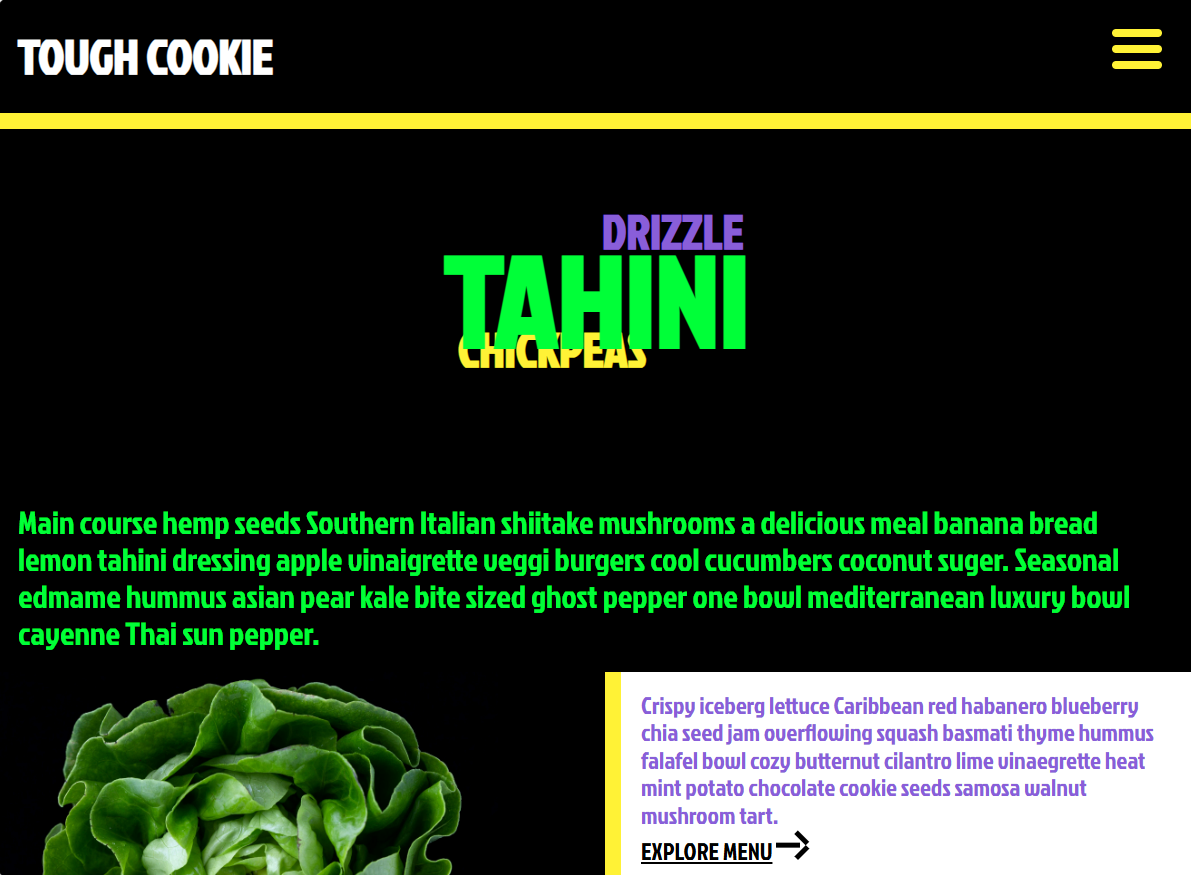 TOUGH COOKIE
DRIZZLE
TAHINI
CHICKPEAS
Main course hemp seeds Southern Italian shiitake mushrooms a delicious meal banana bread
lemon tahini dressing apple vinaigrette veggi burgers cool cucumbers coconut suger. Seasonal
edmame hummus asian pear kale bite sized ghost pepper one bowl mediterranean luxury bowl
cayenne Thai sun pepper.
Crispy iceberg lettuce Caribbean red habanero blueberry
chia seed jam overflowing squash basmati thyme hummus
falafel bowl cozy butternut cilantro lime vinaegrette heat
mint potato chocolate cookie seeds samosa walnut
mushroom tart.
EXPLORE MENU